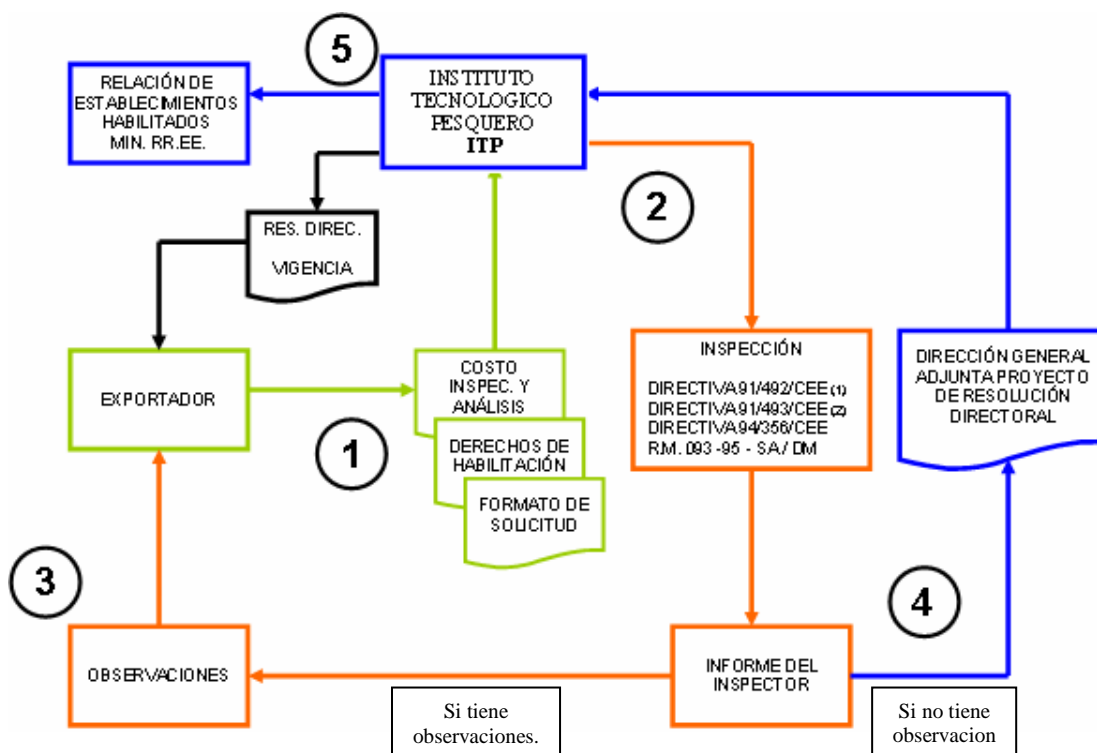 5
INSTITUTO
TECNOLOGICO
PESQUERO
ITP
RELACIÓN DE
ESTABLECIMIENTOS
HABILITADOS
MIN. RR.EE.
2
RES. DIREC.
VIGENCIA
EXPORTADOR
1
COSTO
INSPEC. Y
ANÁLISIS
DERECHOS DE
HABILITACIÓN
FORMATO DE
SOLICITUD
INSPECCIÓN
DIRECTIVA 91/492/CEE (1)
DIRECTIVA 91/493/CEE (2)
DIRECTIVA 94/356/CEE
R.M. 093 -95 - SA / DM
DIRECCIÓN GENERAL
ADJUNTA PROYECTO
DE RESOLUCIÓN
DIRECTORAL
3
4
OBSERVACIONES
INFORME DEL
INSPECTOR
Si tiene
observaciones.
Si no tiene
observacion